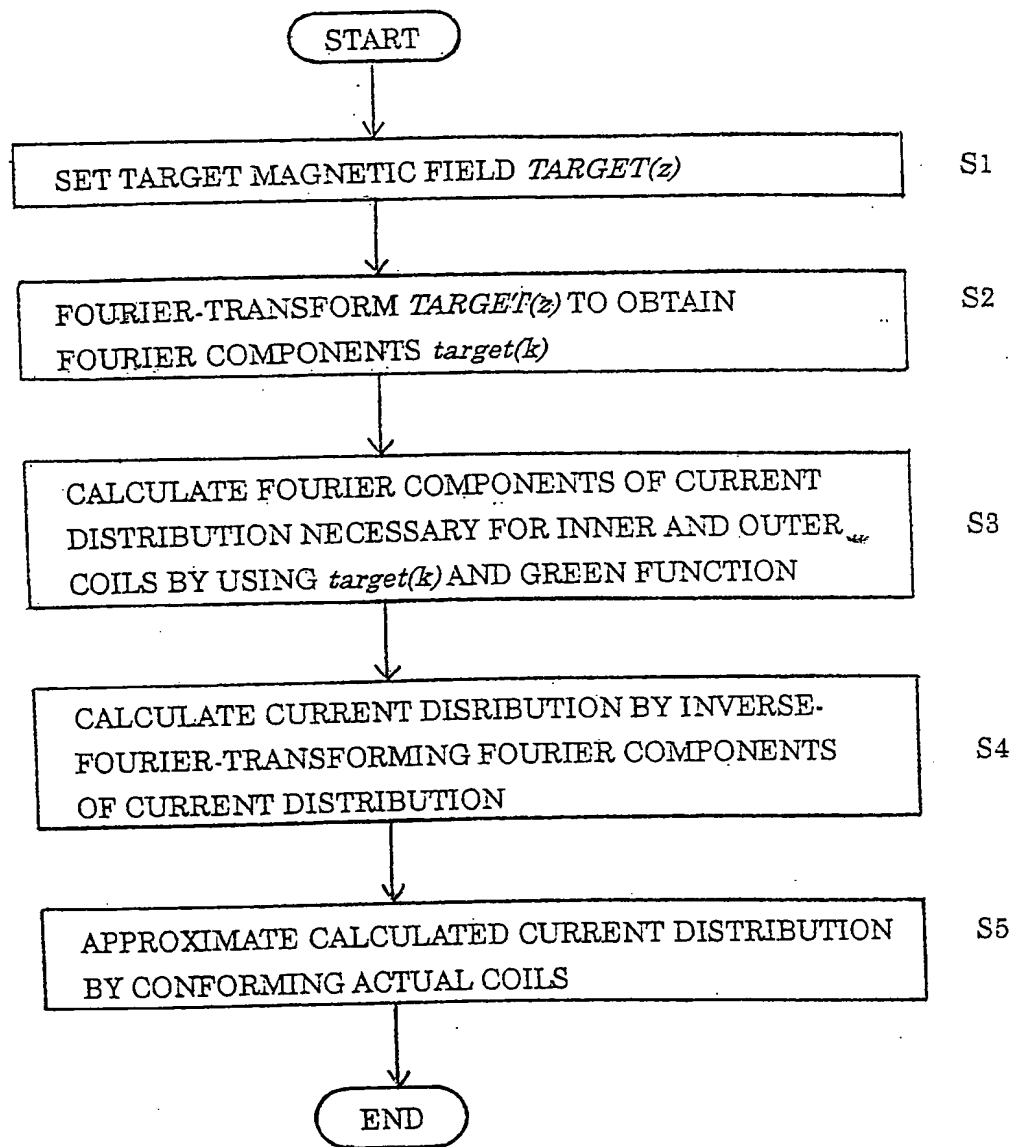 START
SET TARGET MAGNETIC FIELD TARGET(z)
S1
FOURIER-TRANSFORM TARGET(z) TO OBTAIN
FOURIER COMPONENTS target(k)
S2
CALCULATE FOURIER COMPONENTS OF CURRENT
DISTRIBUTION NECESSARY FOR INNER AND OUTER
COILS BY USING target(k) AND GREEN FUNCTION
S3
CALCULATE CURRENT DISRIBUTION BY INVERSE-
FOURIER-TRANSFORMING FOURIER COMPONENTS
OF CURRENT DISTRIBUTION
S4
APPROXIMATE CALCULATED CURRENT DISTRIBUTION
BY CONFORMING ACTUAL COILS
S5
END